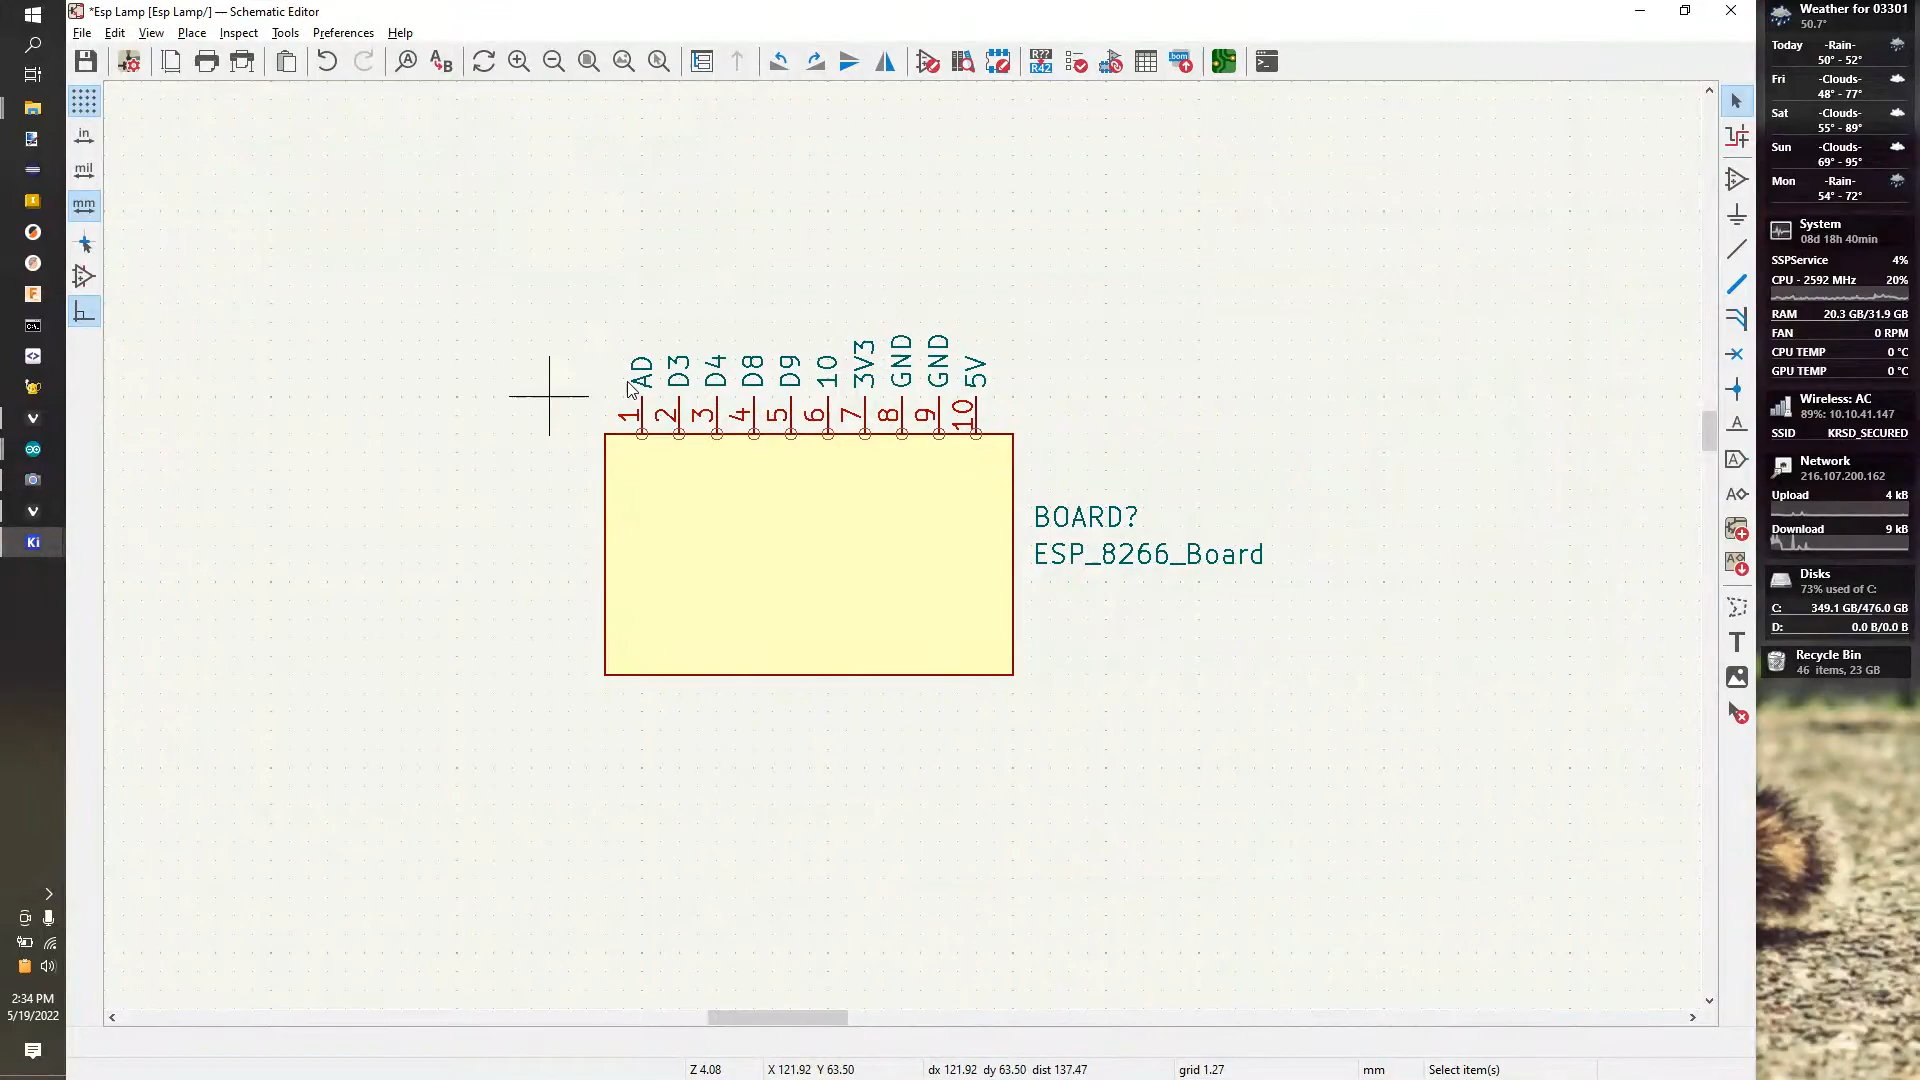 *Esp Lamp [Esp Lamp/] — Schematic Editor
File Edit View Place Inspect Tools Preferences Help
in
mil
mm
AD D3 D4 D8 D9 10 3V3 GND GND 5V
1 2 3 4 5 6 7 8 9 10
BOARD?
ESP_8266_Board
Z 4.08 X 121.92 Y 63.50 dx 121.92 dy 63.50 dist 137.47 grid 1.27 mm Select item(s)
Ki
2:34 PM
5/19/2022
Weather for 03301
50.7°
Today -Rain-
50° - 52°
Fri -Clouds-
48° - 77°
Sat -Clouds-
55° - 89°
Sun -Clouds-
69° - 95°
Mon -Rain-
54° - 72°
System
08d 18h 40min
SSPService 4%
CPU - 2592 MHz 20%
RAM 20.3 GB/31.9 GB
FAN 0 RPM
CPU TEMP 0 °C
GPU TEMP 0 °C
Wireless: AC
89%: 10.10.41.147
SSID KRSD_SECURED
Network
216.107.200.162
Upload 4 kB
Download 9 kB
Disks
73% used of C:
C: 349.1 GB/476.0 GB
D: 0.0 B/0.0 B
Recycle Bin
46 items, 23 GB